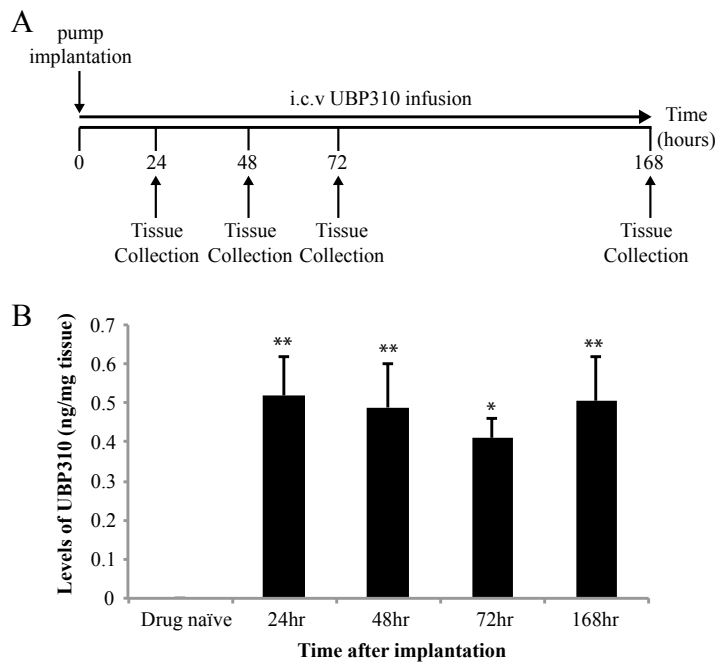 A
pump
implantation
i.c.v UBP310 infusion
Time
(hours)
0
24
48
72
168
Tissue
Collection
Tissue
Collection
Tissue
Collection
Tissue
Collection
B
Levels of UBP310 (ng/mg tissue)
0.7
0.6
0.5
0.4
0.3
0.2
0.1
0
**
**
*
**
Drug naïve
24hr
48hr
72hr
168hr
Time after implantation